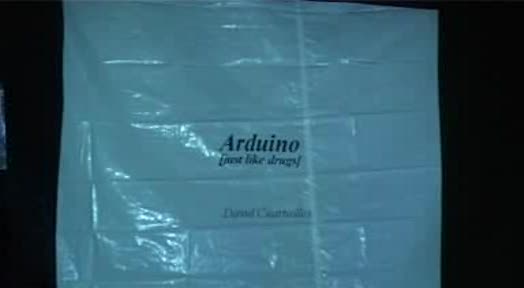 Arduino
[just like drugs]
David Cuartielles